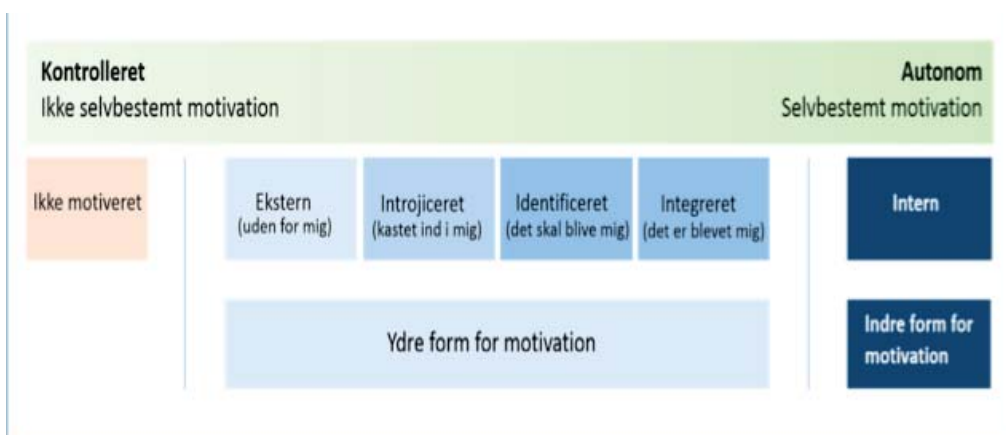 Kontrolleret
Ikke selvbestemt motivation
Autonom
Selvbestemt motivation
Ikke motiveret
Ekstern
(uden for mig)
Introjiceret
(kastet ind i mig)
Identificeret
(det skal blive mig)
Integreret
(det er blevet mig)
Intern
Ydre form for motivation
Indre form for
motivation